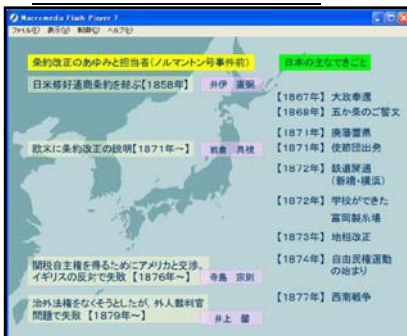 Macromedia Flash Player 7
ファイル(F) 表示(V) 制御(C) ヘルプ(H)
条約改正のあゆみと担当者(ノルマントン号事件前)
日本の主なできごと
日米修好通商条約を結ぶ【1858年】
井伊 直弼
【1867年】 大政奉還
【1868年】 五か条のご誓文
【1871年】 廃藩置県
欧米に条約改正の説明【1871年~】
岩倉 具視
【1871年】 使節団出発
【1872年】 鉄道開通
(新橋・横浜)
【1872年】 学校ができた
富岡製糸場
【1873年】 地租改正
関税自主権を得るためにアメリカと交渉、
イギリスの反対で失敗 【1876年~】
寺島 宗則
【1874年】 自由民権運動
の始まり
治外法権をなくそうとしたが、外人裁判官
問題で失敗 【1879年~】
井上 馨
【1877年】 西南戦争